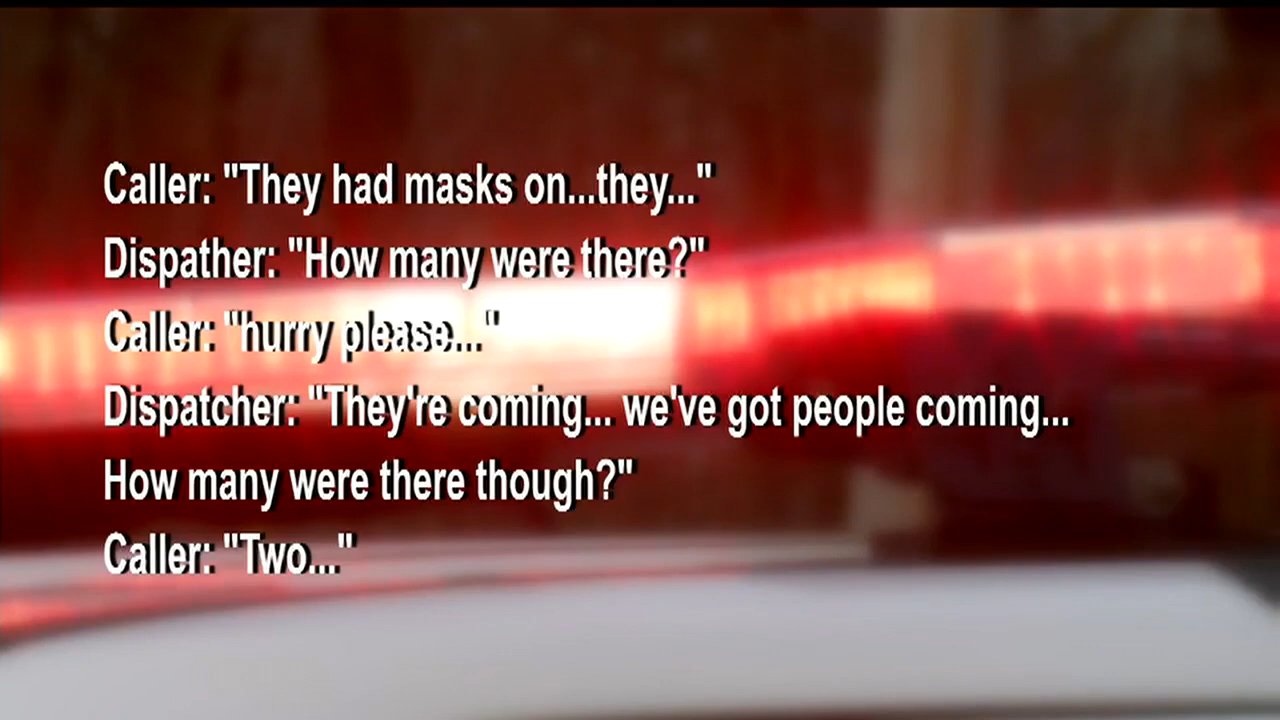 Caller: "They had masks on...they..."
Dispather: "How many were there?"
Caller: "hurry please..."
Dispatcher: "They're coming... we've got people coming...
How many were there though?"
Caller: "Two..."